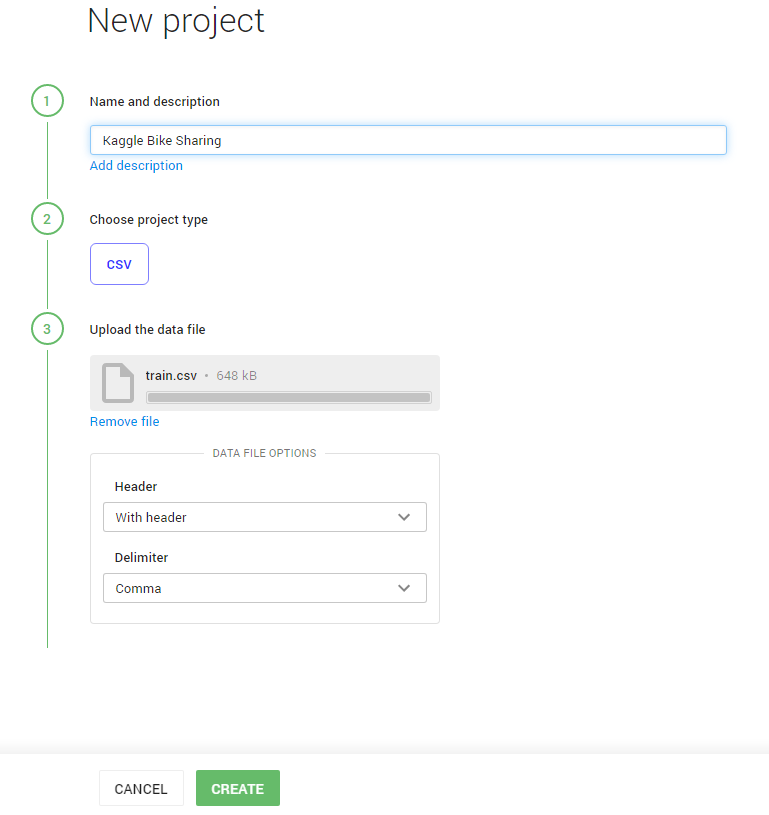 New project
1
Name and description
Kaggle Bike Sharing
Add description
2
Choose project type
CSV
3
Upload the data file
train.csv • 648 kB
Remove file
DATA FILE OPTIONS
Header
With header
Delimiter
Comma
CANCEL CREATE